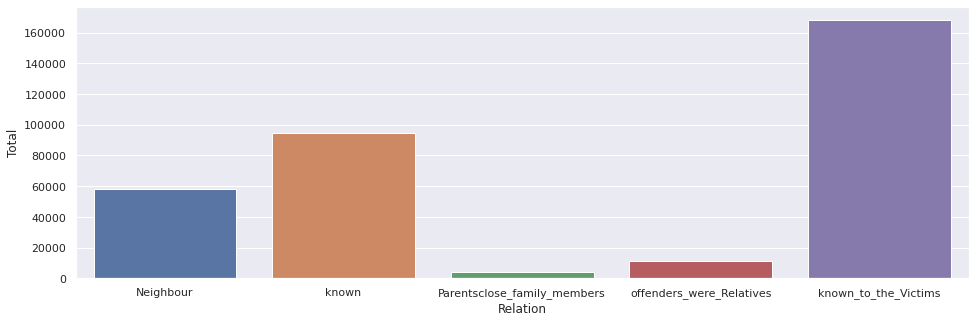 160000
140000
120000
100000
80000
60000
40000
20000
0
Total
Neighbour
known
Parentsclose_family_members
offenders_were_Relatives
known_to_the_Victims
Relation